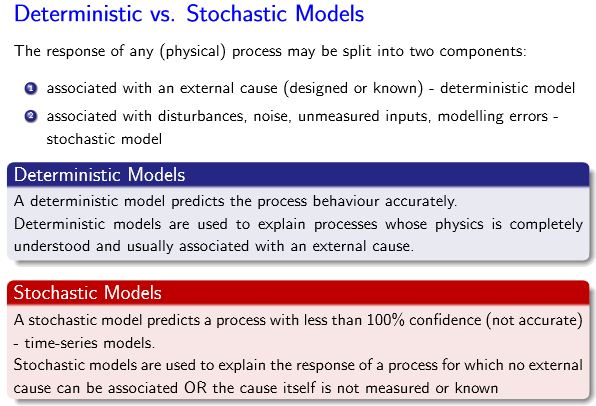 Deterministic vs. Stochastic Models
The response of any (physical) process may be split into two components:
1 associated with an external cause (designed or known) - deterministic model
2 associated with disturbances, noise, unmeasured inputs, modelling errors -
stochastic model
Deterministic Models
A deterministic model predicts the process behaviour accurately.
Deterministic models are used to explain processes whose physics is completely
understood and usually associated with an external cause.
Stochastic Models
A stochastic model predicts a process with less than 100% confidence (not accurate)
- time-series models.
Stochastic models are used to explain the response of a process for which no external
cause can be associated OR the cause itself is not measured or known